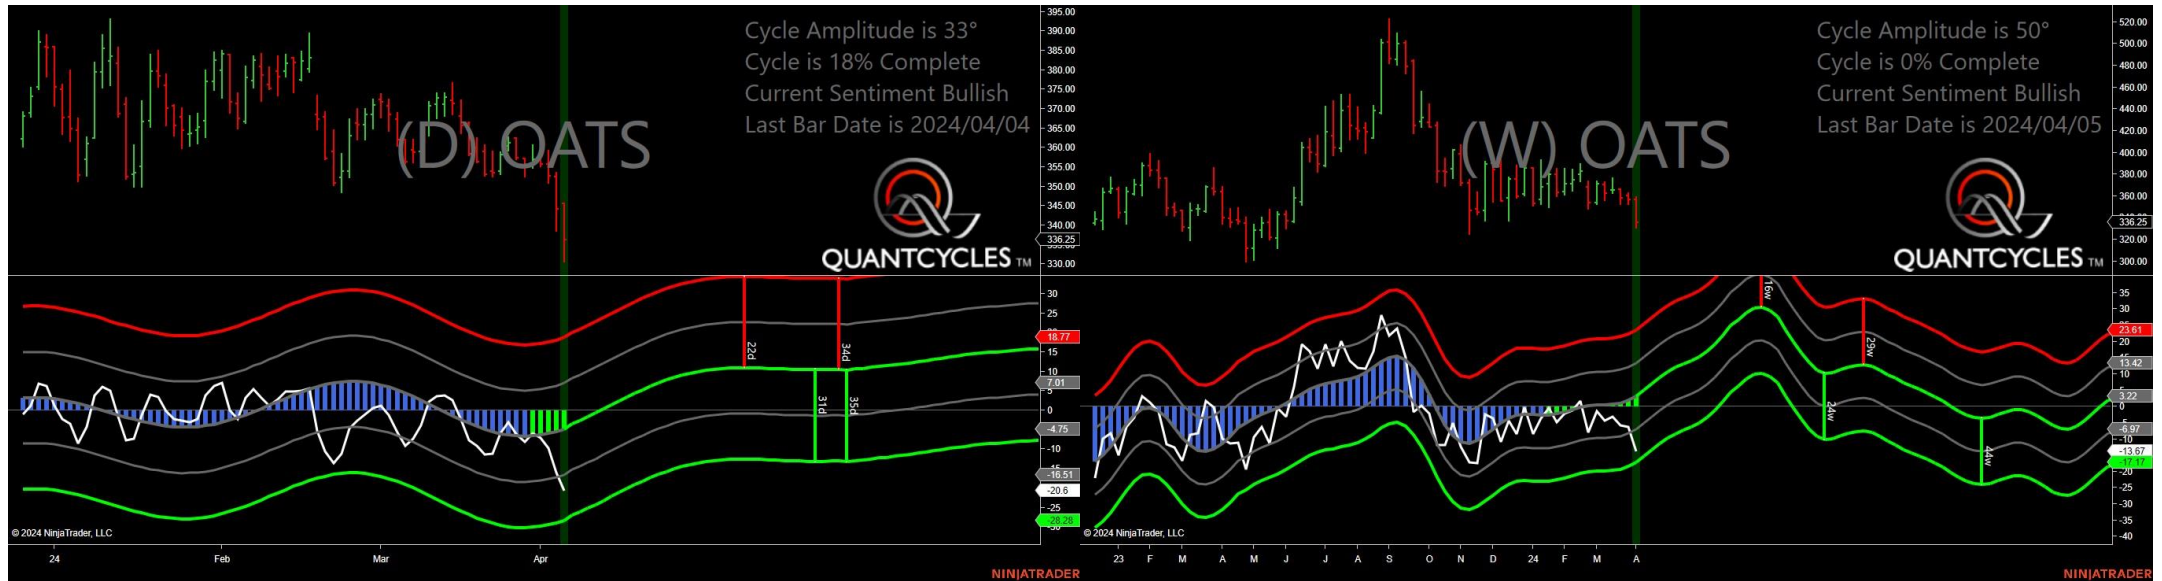 395.00
Cycle Amplitude is 33°
390.00
385.00
Cycle is 18% Complete
380.00
375.00
Current Sentiment Bullish
370.00
Last Bar Date is 2024/04/04
365.00
(D) OATS
360.00
355.00
350.00
345.00
340.00
336.25
QUANTCYCLES TM
330.00
30
25
18.77
15
22d
34d
10
7.01
5
31d
35d
0
-4.75
-10
-16.51
-20.6
-25
-28.28
© 2024 NinjaTrader, LLC
24
Feb
Mar
Apr
NINJATRADER
520.00
Cycle Amplitude is 50°
500.00
Cycle is 0% Complete
480.00
460.00
Current Sentiment Bullish
440.00
Last Bar Date is 2024/04/05
420.00
(W) OATS
400.00
380.00
360.00
336.25
320.00
QUANTCYCLES TM
300.00
16w
35
30
23.61
20
29w
15
13.42
10
5
3.22
24w
0
-6.97
-10
-13.67
44w
-17.17
-20
-25
-30
-35
-40
© 2024 NinjaTrader, LLC
23
F
M
A
M
J
J
A
S
O
N
D
24
F
M
A
NINJATRADER